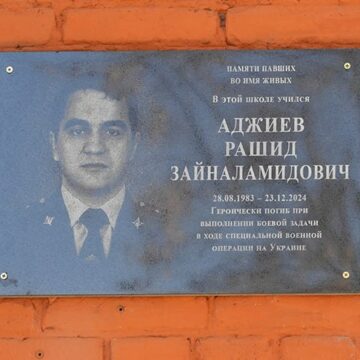 ПАМЯТИ ПАВШИХ
ВО ИМЯ ЖИВЫХ
В ЭТОЙ ШКОЛЕ УЧИЛСЯ
АДЖИЕВ
РАШИД
ЗАЙНАЛАМИДОВИЧ
28.08.1983 – 23.12.2024
ГЕРОИЧЕСКИ ПОГИБ ПРИ
ВЫПОЛНЕНИИ БОЕВОЙ ЗАДАЧИ
В ХОДЕ СПЕЦИАЛЬНОЙ ВОЕННОЙ
ОПЕРАЦИИ НА УКРАИНЕ